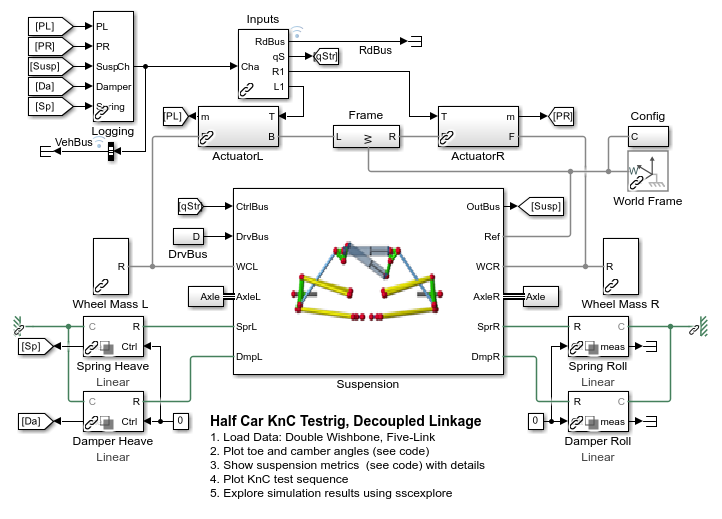 Inputs
[PL]
PL
[PR]
PR
[Susp]
Susp
Ch
[Da]
Damper
[Sp]
Spring
Logging
Cha
RdBus
qS
R1
L1
[qStr]
RdBus
VehBus
[PL]
m
T
F
B
ActuatorL
Frame
L
W
R
T
m
B
F
ActuatorR
[PR]
Config
C
W
World Frame
[qStr]
CtrlBus
OutBus
[Susp]
D
DrvBus
DrvBus
Ref
R
Wheel Mass L
WCL
WCR
R
Wheel Mass R
Axle
AxleL
AxleR
Axle
SprL
SprR
DmpL
DmpR
Suspension
C
R
Ctrl
[Sp]
Spring Heave
Linear
R
C
meas
Spring Roll
Linear
C
R
Ctrl
[Da]
0
Damper Heave
Linear
0
R
C
meas
Damper Roll
Linear
Half Car KnC Testrig, Decoupled Linkage
1. Load Data: Double Wishbone, Five-Link
2. Plot toe and camber angles (see code)
3. Show suspension metrics (see code) with details
4. Plot KnC test sequence
5. Explore simulation results using sscexplore